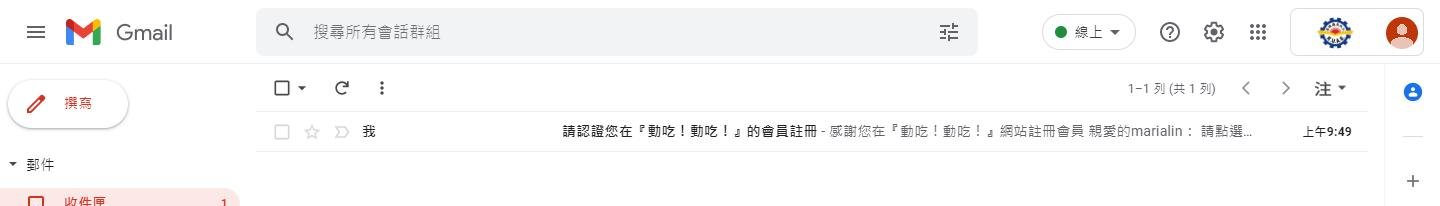 Gmail
搜尋所有會話群組
線上
撰寫
1–1 列 (共 1 列)
注
我
請認證您在『動吃！動吃！』的會員註冊 - 感謝您在『動吃！動吃！』網站註冊會員 親愛的marialin： 請點選...
上午9:49
郵件
收件匣
1